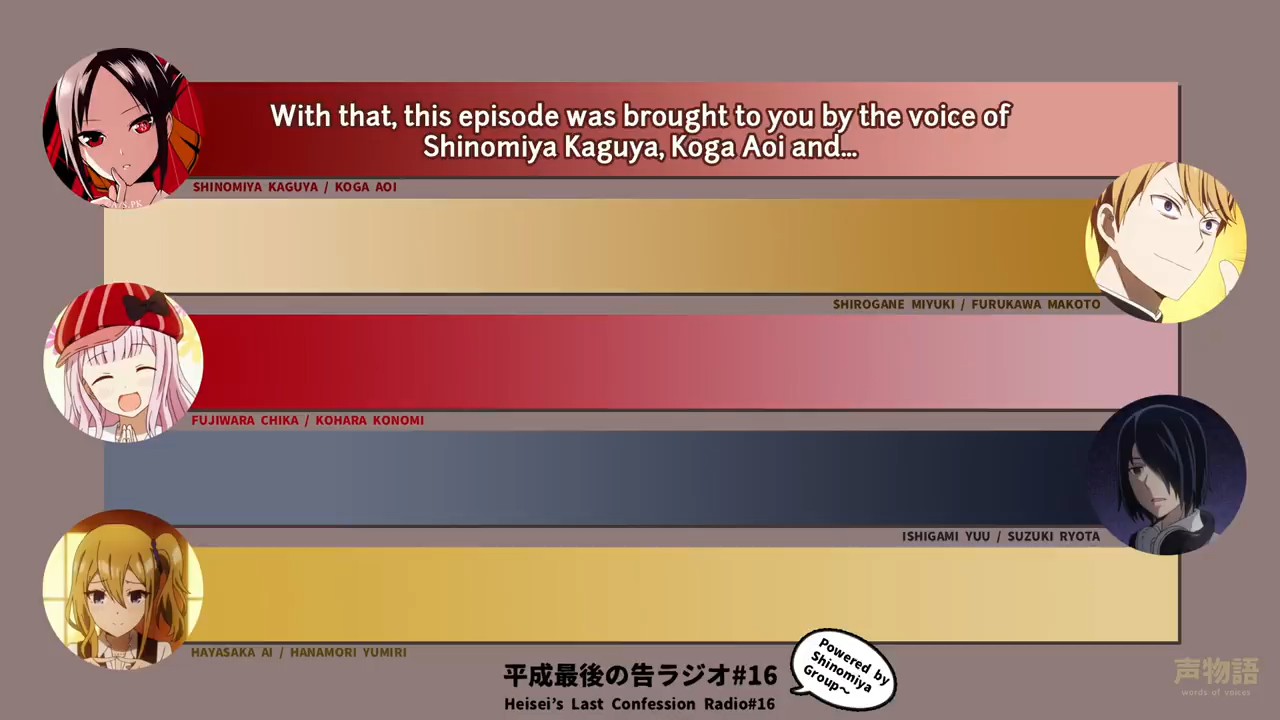 With that, this episode was brought to you by the voice of
Shinomiya Kaguya, Koga Aoi and...
SHINOMIYA KAGUYA / KOGA AOI
SHIROGANE MIYUKI / FURUKAWA MAKOTO
FUJIWARA CHIKA / KOHARA KONOMI
ISHIGAMI YUU / SUZUKI RYOTA
HAYASAKA AI / HANAMORI YUMIRI
平成最後の告ラジオ#16
Heisei's Last Confession Radio#16
Powered by
Shinomiya
Group~
声物語
words of voices